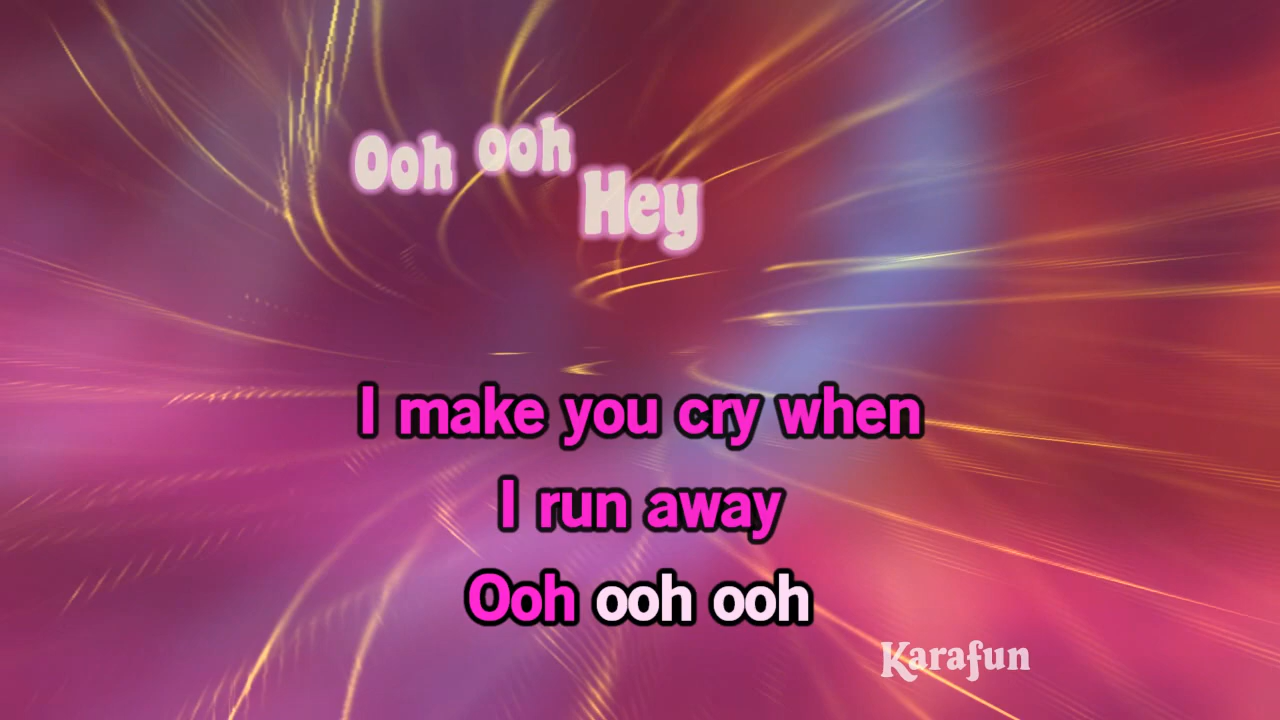 Ooh ooh
Hey
I make you cry when
I run away
Ooh ooh ooh
Karafun